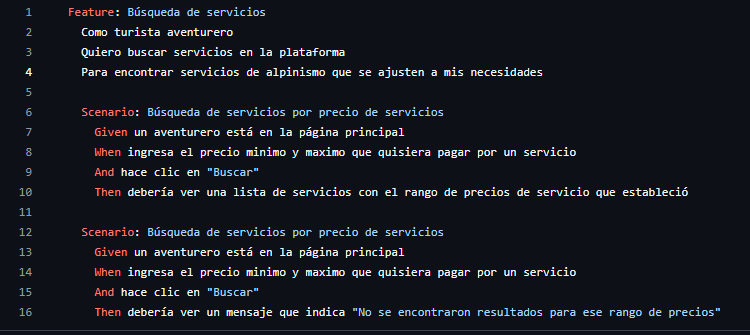 1 Feature: Búsqueda de servicios
2 Como turista aventurero
3 Quiero buscar servicios en la plataforma
4 Para encontrar servicios de alpinismo que se ajusten a mis necesidades
5
6 Scenario: Búsqueda de servicios por precio de servicios
7 Given un aventurero está en la página principal
8 When ingresa el precio minimo y maximo que quisiera pagar por un servicio
9 And hace clic en "Buscar"
10 Then debería ver una lista de servicios con el rango de precios de servicio que estableció
11
12 Scenario: Búsqueda de servicios por precio de servicios
13 Given un aventurero está en la página principal
14 When ingresa el precio minimo y maximo que quisiera pagar por un servicio
15 And hace clic en "Buscar"
16 Then debería ver un mensaje que indica "No se encontraron resultados para ese rango de precios"